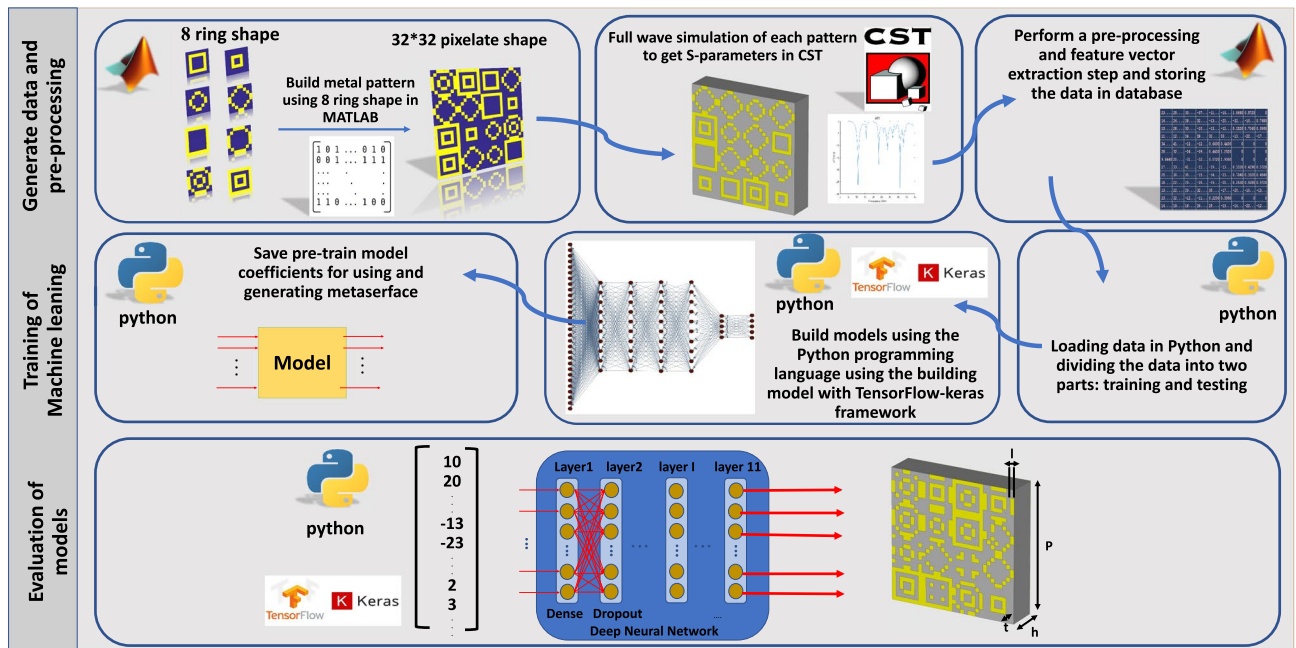 Generate data and
pre-processing
8 ring shape
Build metal pattern
using 8 ring shape in
MATLAB
1 0 1 ... 0 1 0
0 0 1 ... 1 1 1
1 1 0 ... 1 0 0
32*32 pixelate shape
Full wave simulation of each pattern
to get S-parameters in CST
CST
Perform a pre-processing
and feature vector
extraction step and storing
the data in database
Training of
Machine leaning
python
Save pre-train model
coefficients for using and
generating metaserface
Model
python
TensorFlow
K Keras
Build models using the
Python programming
language using the building
model with TensorFlow-keras
framework
python
Loading data in Python and
dividing the data into two
parts: training and testing
Evaluation of
models
python
TensorFlow
K Keras
10
20
-13
-23
2
3
Layer1 layer2 layer I layer 11
Dense Dropout ....
Deep Neural Network
l
P
t
h